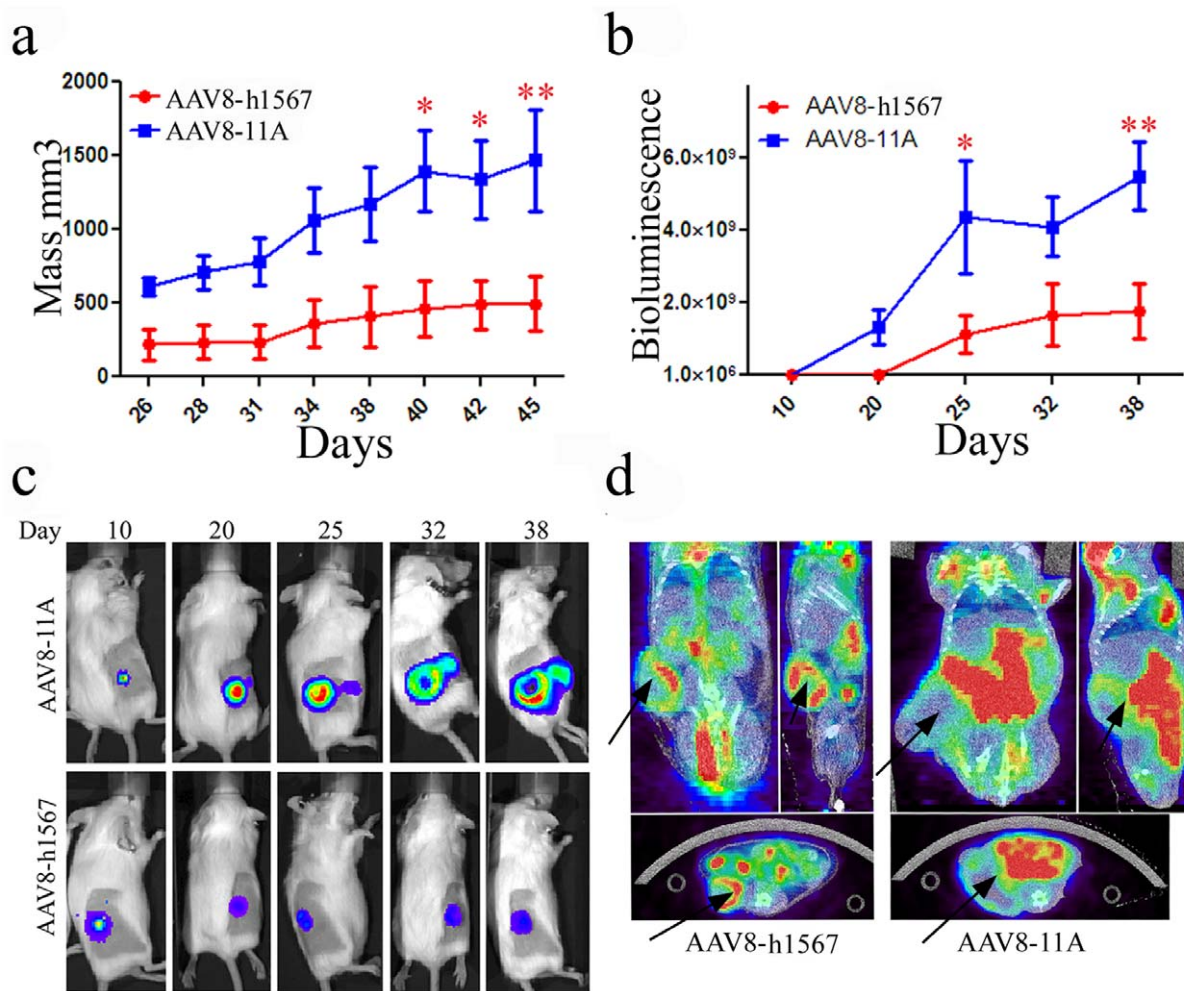 a
2000
1500
1000
500
0
Mass mm3
AAV8-h1567
AAV8-11A
*
*
**
26 28 31 34 38 40 42 45
Days
b
6.0×10⁹
4.0×10⁹
2.0×10⁹
1.0×10⁶
Bioluminescence
AAV8-h1567
AAV8-11A
*
**
10 20 25 32 38
Days
c
Day 10 20 25 32 38
AAV8-11A
AAV8-h1567
d
AAV8-h1567
AAV8-11A